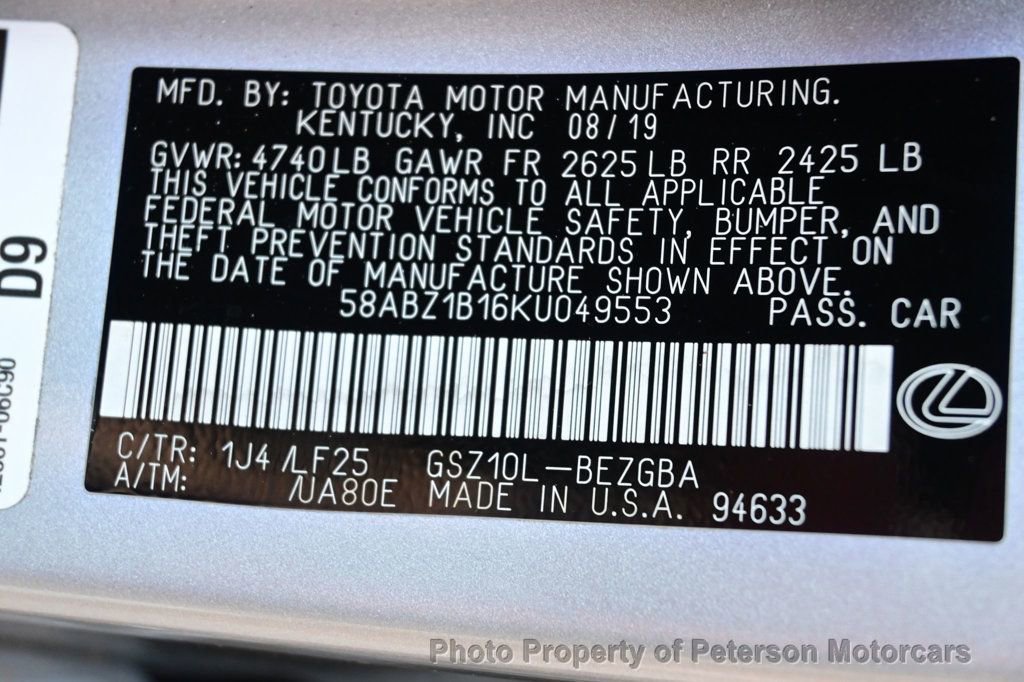 D9
MFD. BY: TOYOTA MOTOR MANUFACTURING.
KENTUCKY, INC 08/19
GVWR: 4740LB GAWR FR 2625LB RR 2425 LB
THIS VEHICLE CONFORMS TO ALL APPLICABLE
FEDERAL MOTOR VEHICLE SAFETY, BUMPER, AND
THEFT PREVENTION STANDARDS IN EFFECT ON
THE DATE OF MANUFACTURE SHOWN ABOVE.
58ABZ1B16KU049553 PASS. CAR
C/TR: 1J4 /LF25 GSZ10L-BEZGBA
A/TM: /UA80E MADE IN U.S.A. 94633
Photo Property of Peterson Motorcars